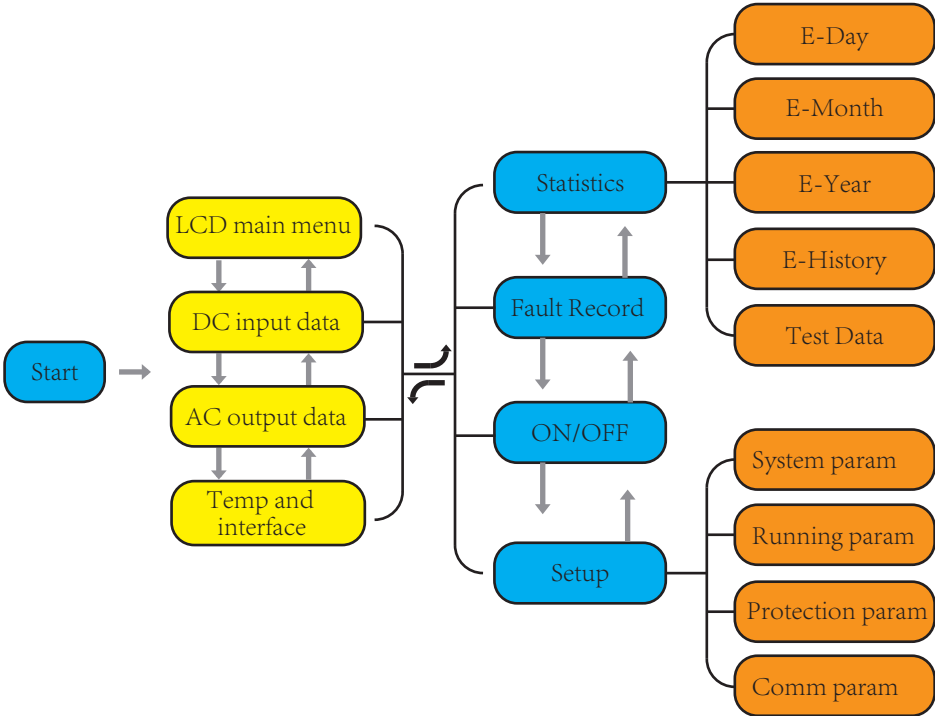 Start
LCD main menu
DC input data
AC output data
Temp and
interface
Statistics
Fault Record
ON/OFF
Setup
E-Day
E-Month
E-Year
E-History
Test Data
System param
Running param
Protection param
Comm param